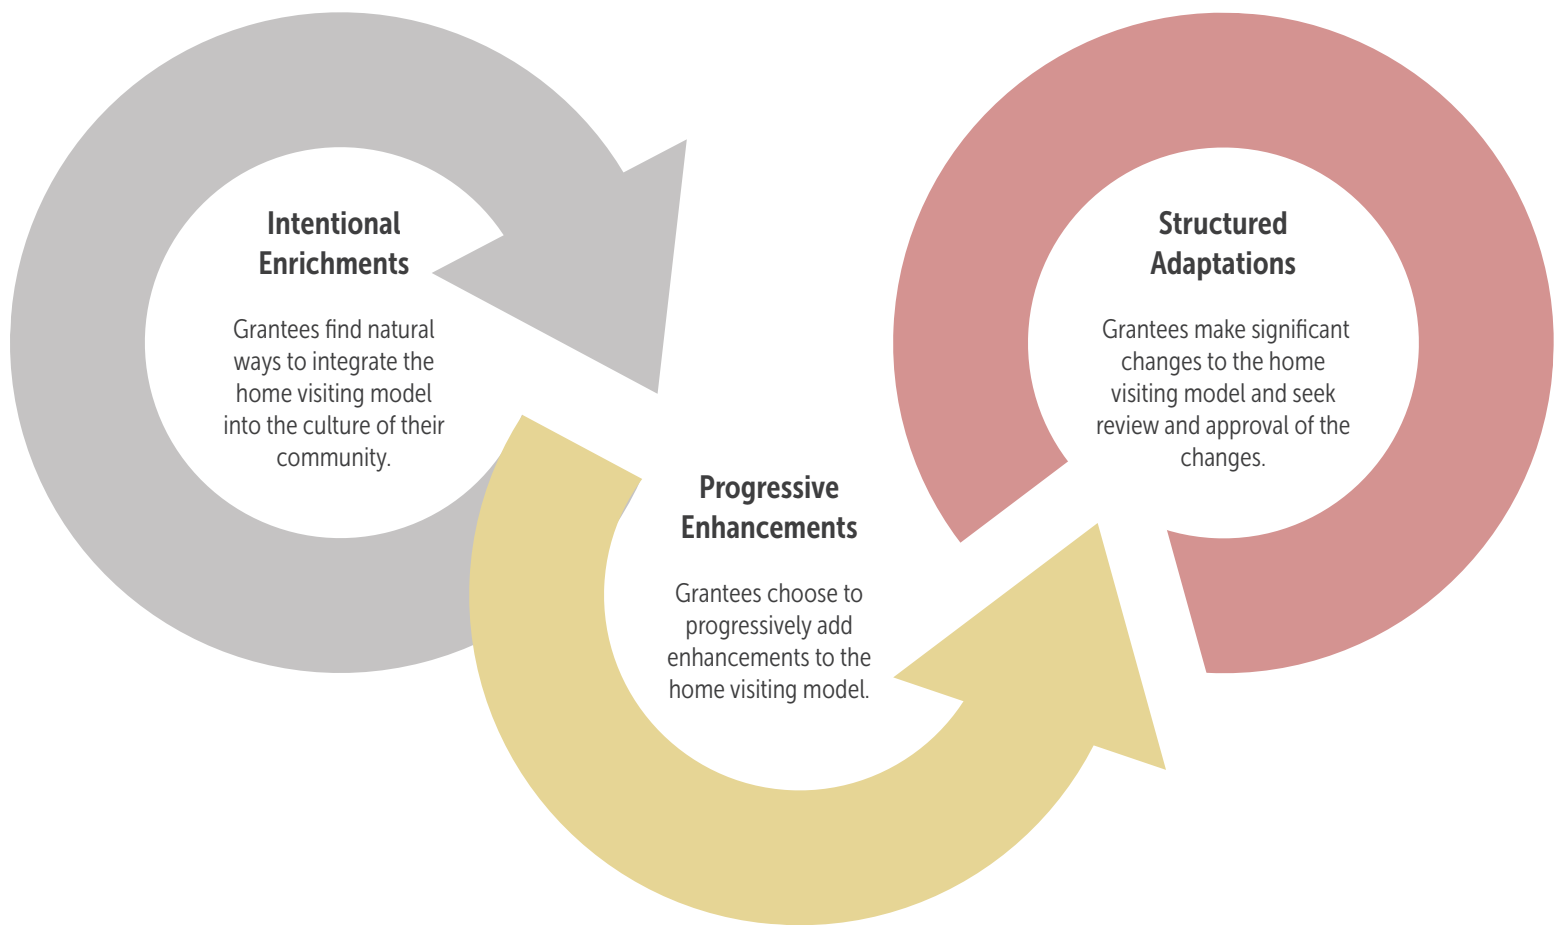 Intentional
Enrichments
Grantees find natural
ways to integrate the
home visiting model
into the culture of their
community.
Progressive
Enhancements
Grantees choose to
progressively add
enhancements to the
home visiting model.
Structured
Adaptations
Grantees make significant
changes to the home
visiting model and seek
review and approval of the
changes.